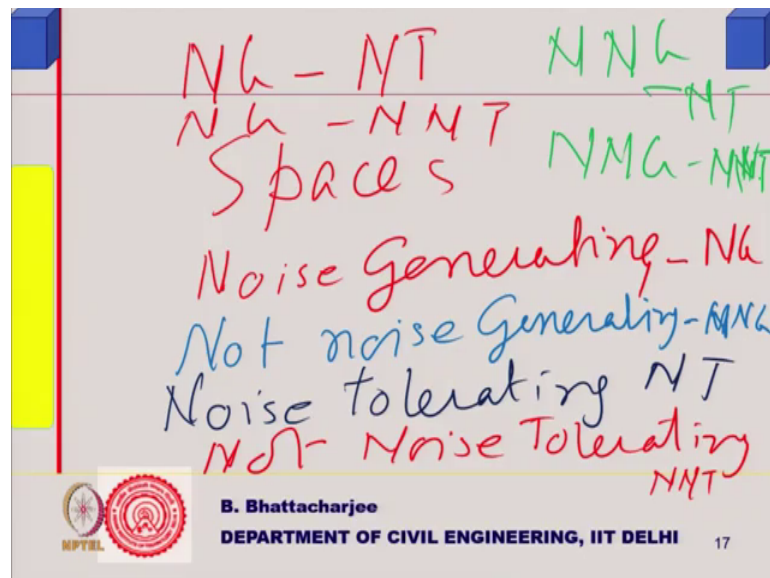 NG - NT
NG - NNT
Spaces
NNG
- NT
NNG - NNT
Noise Generating - NG
Not noise Generating - NNG
Noise tolerating NT
Not Noise Tolerating
NNT
NPTEL
B. Bhattacharjee
DEPARTMENT OF CIVIL ENGINEERING, IIT DELHI
17